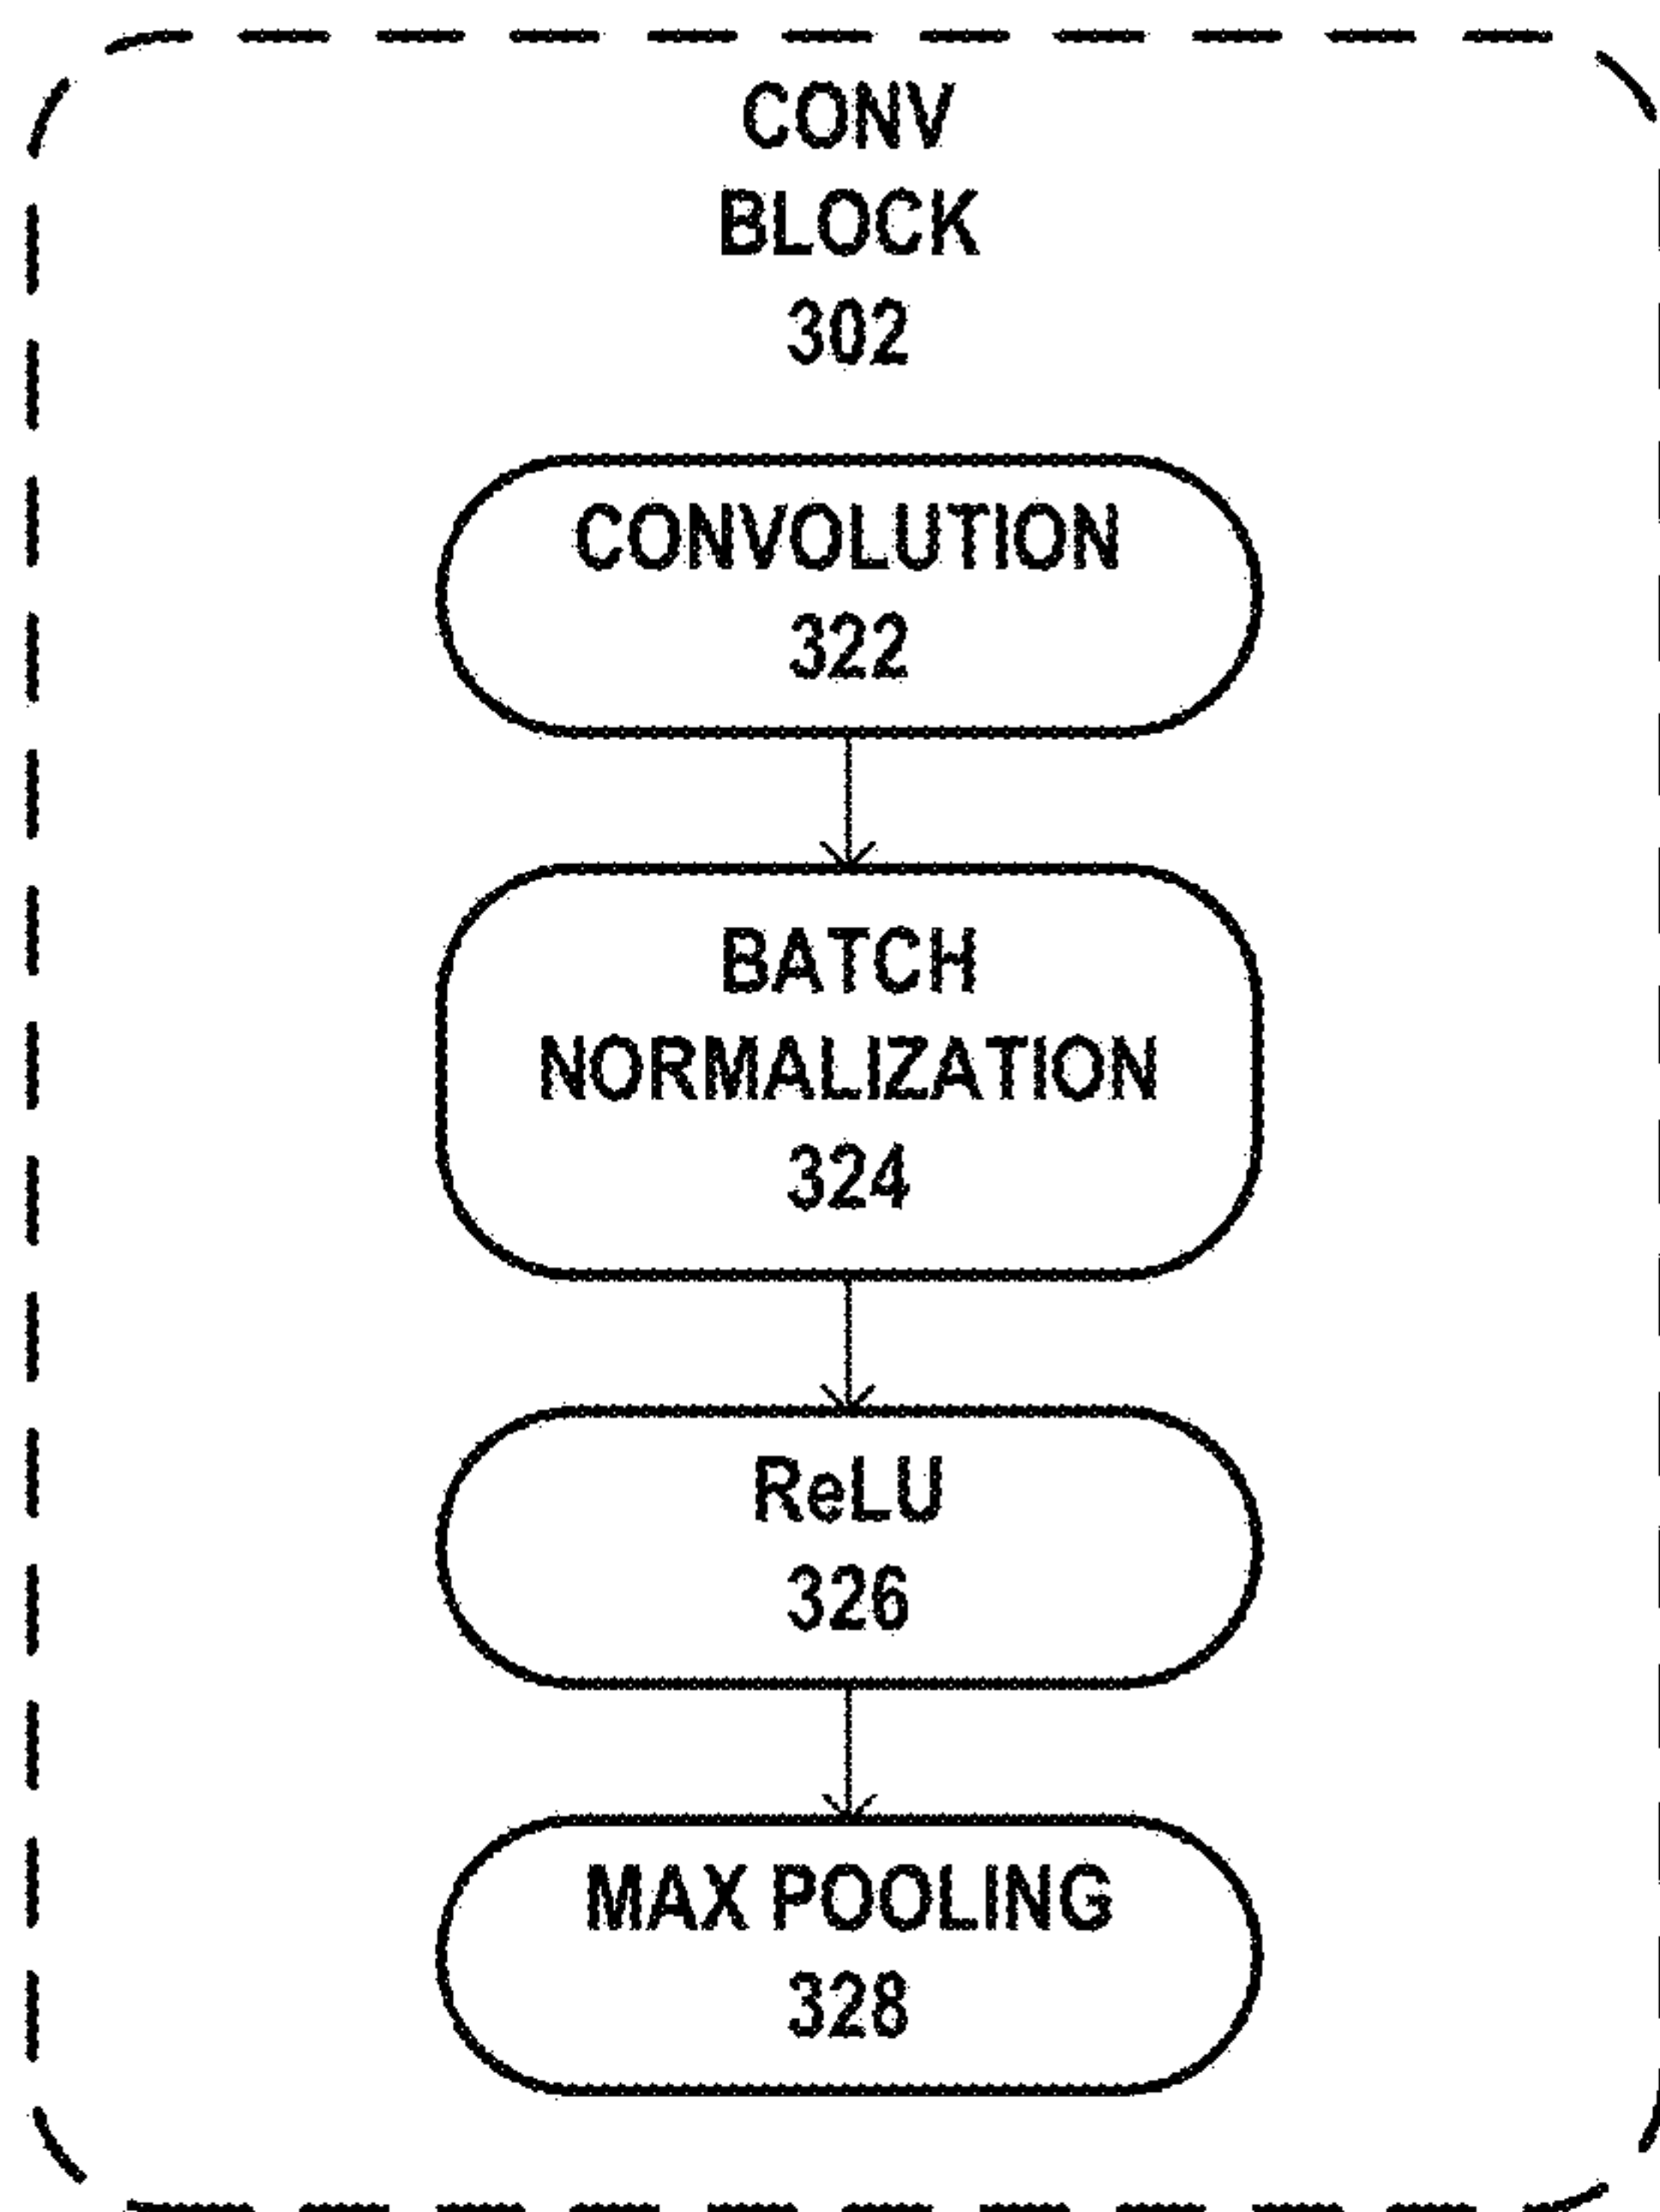 CONV
BLOCK
302
CONVOLUTION
322
BATCH
NORMALIZATION
324
ReLU
326
MAX POOLING
328